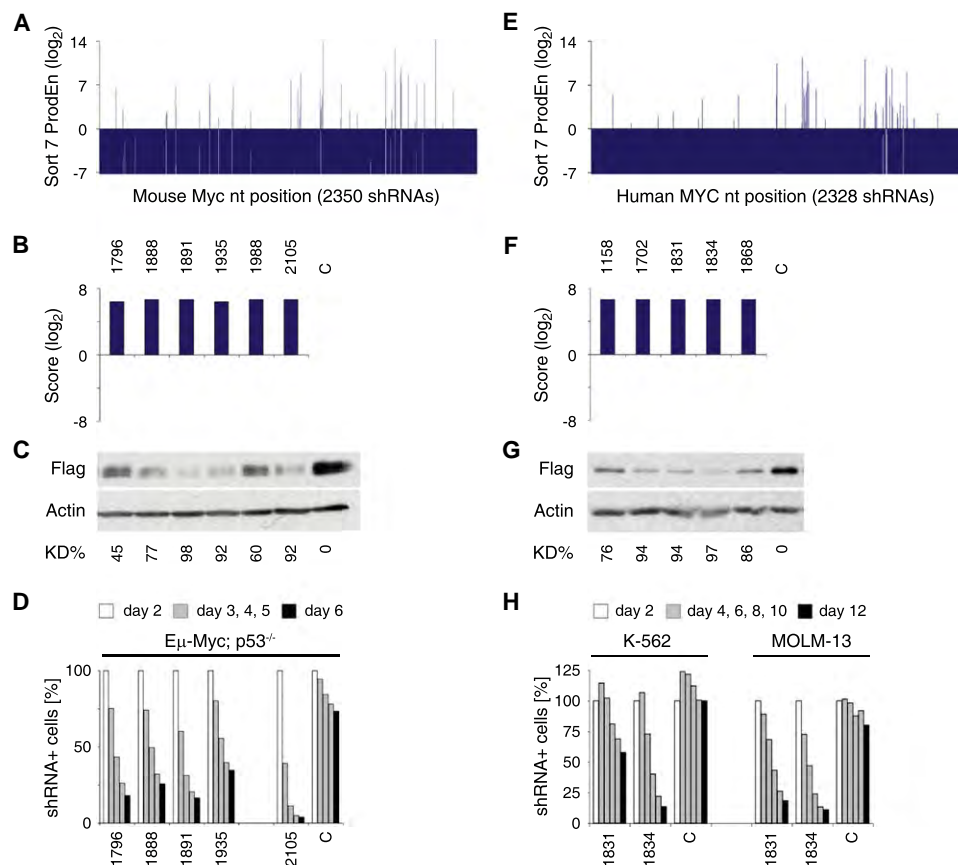 A
Sort 7 ProdEn (log2)
14
7
0
-7
Mouse Myc nt position (2350 shRNAs)
B
1796 1888 1891 1935 1988 2105 C
Score (log2)
8
0
-8
C
Flag
Actin
KD% 45 77 98 92 60 92 0
D
day 2 day 3, 4, 5 day 6
Eμ-Myc; p53-/-
shRNA+ cells [%]
100
50
0
1796 1888 1891 1935 2105 C
E
Sort 7 ProdEn (log2)
14
7
0
-7
Human MYC nt position (2328 shRNAs)
F
1158 1702 1831 1834 1868 C
Score (log2)
8
0
-8
G
Flag
Actin
KD% 76 94 94 97 86 0
H
day 2 day 4, 6, 8, 10 day 12
K-562 MOLM-13
shRNA+ cells [%]
125
100
75
50
25
0
1831 1834 C 1831 1834 C